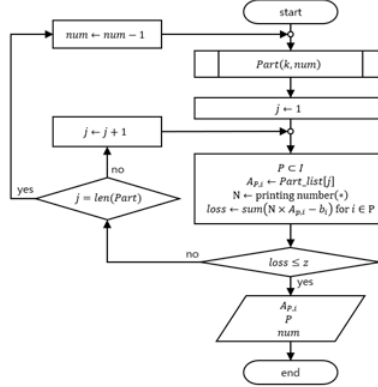 start
num ← num − 1
Part(k, num)
j ← 1
j ← j + 1
P ⊂ I
A_{P,i} ← Part_list[j]
N ← printing number(∗)
loss ← sum(N × A_{p,i} − b_i) for i ∈ P
no
yes
j = len(Part)
no
loss ≤ z
yes
A_{P,i}
P
num
end